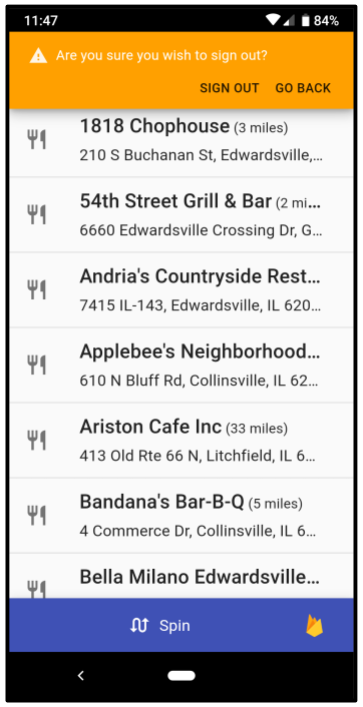 11:47 84%
Are you sure you wish to sign out?
SIGN OUT GO BACK
1818 Chophouse (3 miles)
210 S Buchanan St, Edwardsville,...
54th Street Grill & Bar (2 mi...
6660 Edwardsville Crossing Dr, G...
Andria's Countryside Rest...
7415 IL-143, Edwardsville, IL 620...
Applebee's Neighborhood...
610 N Bluff Rd, Collinsville, IL 62...
Ariston Cafe Inc (33 miles)
413 Old Rte 66 N, Litchfield, IL 6...
Bandana's Bar-B-Q (5 miles)
4 Commerce Dr, Collinsville, IL 6...
Bella Milano Edwardsville...
Spin